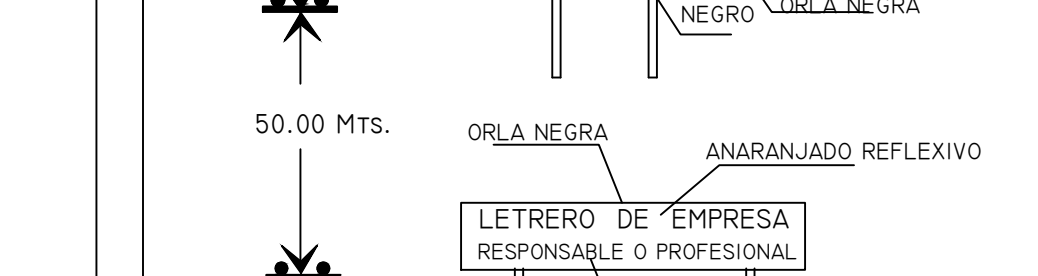 NEGRO
ORLA NEGRA
50.00 MTS.
ORLA NEGRA
ANARANJADO REFLEXIVO
LETRERO DE EMPRESA
RESPONSABLE O PROFESIONAL